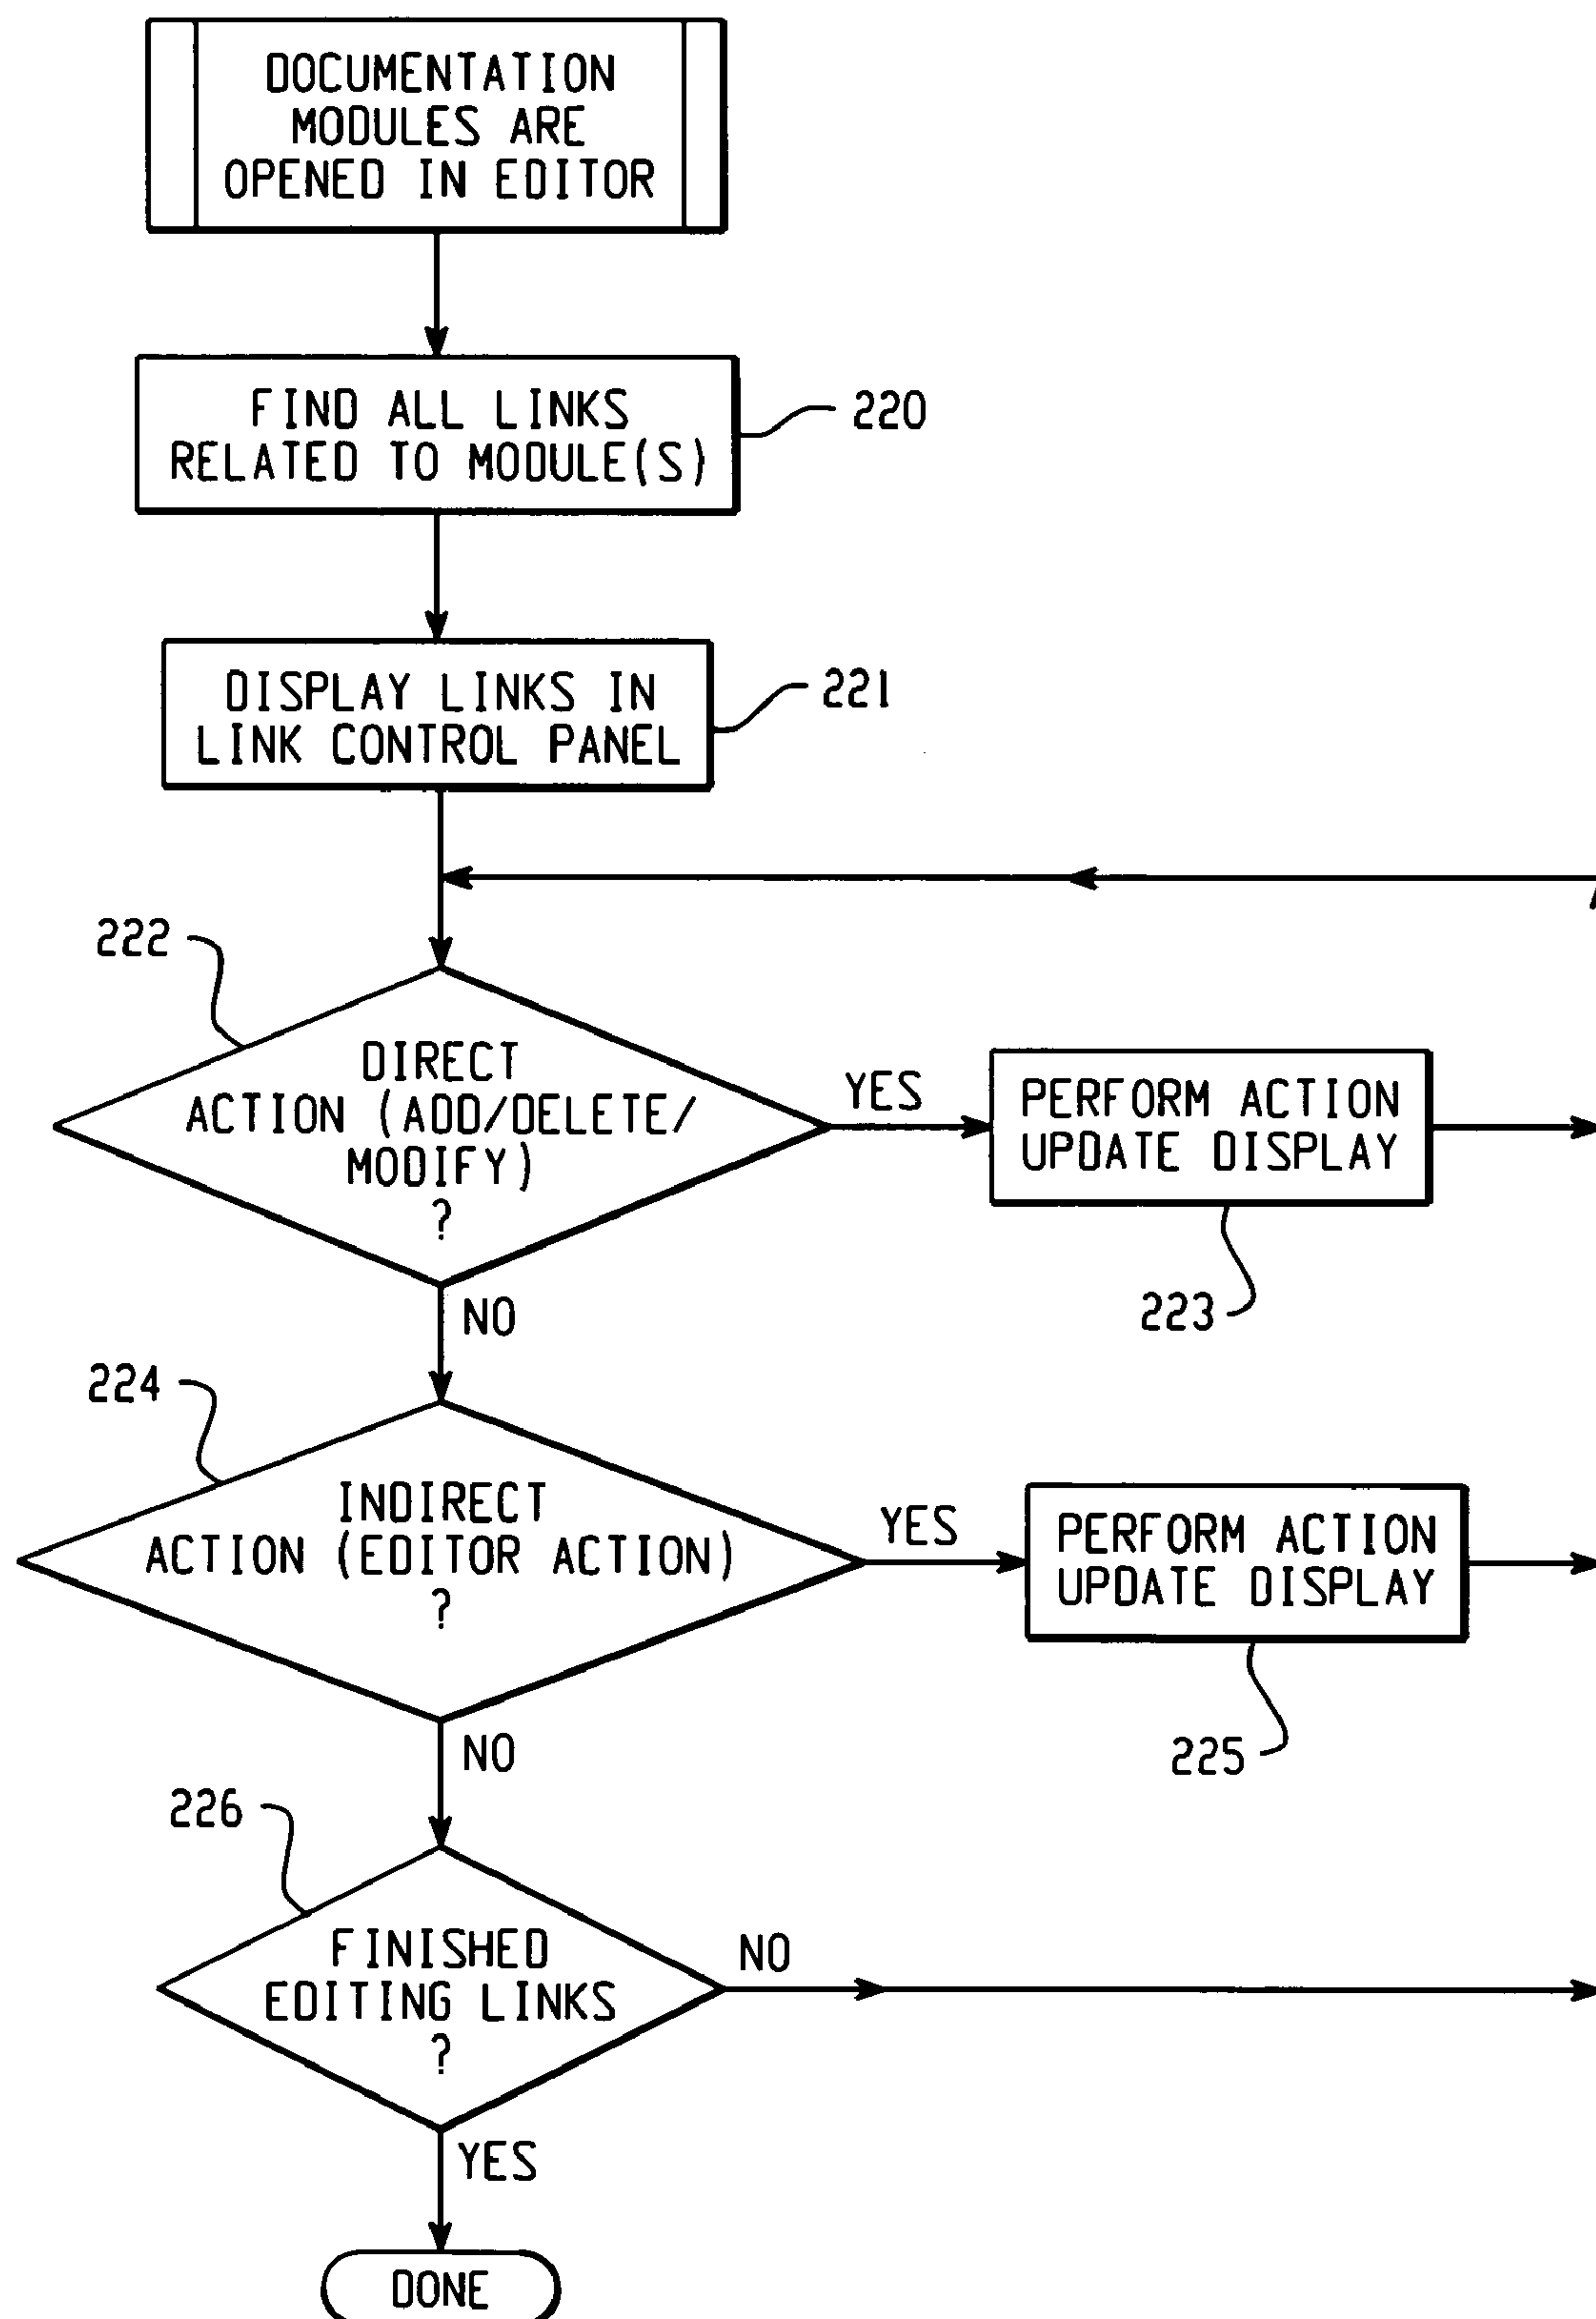 DOCUMENTATION
MODULES ARE
OPENED IN EDITOR
FIND ALL LINKS
RELATED TO MODULE(S)
220
DISPLAY LINKS IN
LINK CONTROL PANEL
221
222
DIRECT
ACTION (ADD/DELETE/
MODIFY)
?
YES
PERFORM ACTION
UPDATE DISPLAY
223
NO
224
INDIRECT
ACTION (EDITOR ACTION)
?
YES
PERFORM ACTION
UPDATE DISPLAY
225
NO
226
FINISHED
EDITING LINKS
?
NO
YES
DONE